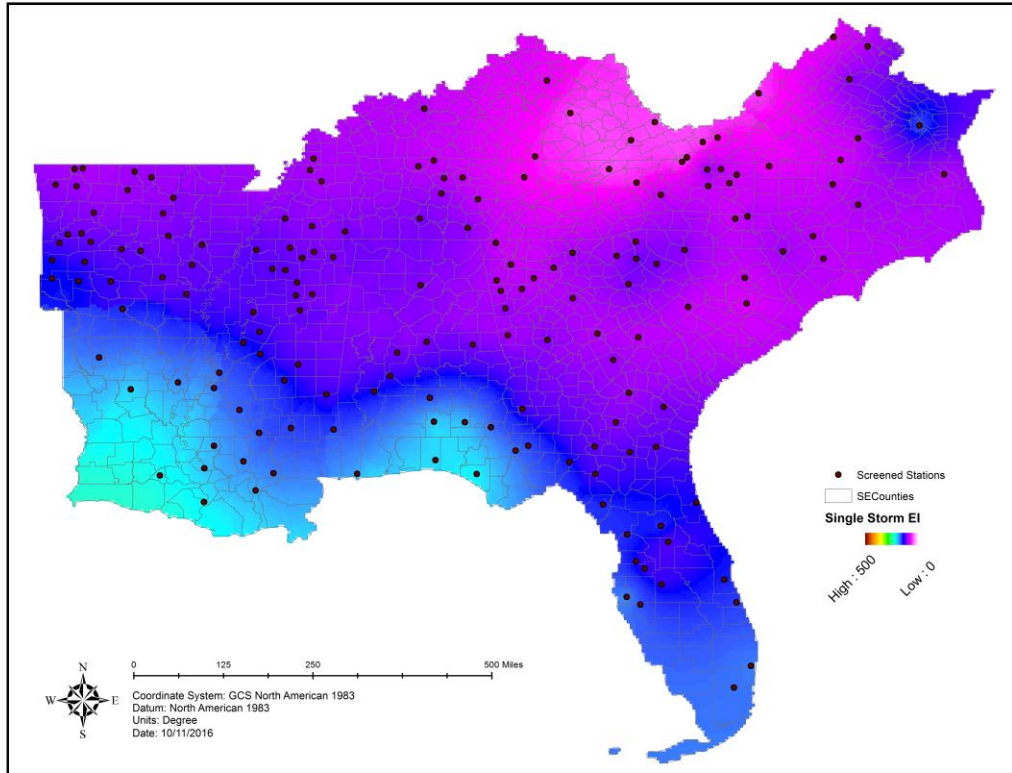 Screened Stations
SECounties
Single Storm EI
High : 500
Low : 0
0 125 250 500 Miles
N
W E
S
Coordinate System: GCS North American 1983
Datum: North American 1983
Units: Degree
Date: 10/11/2016